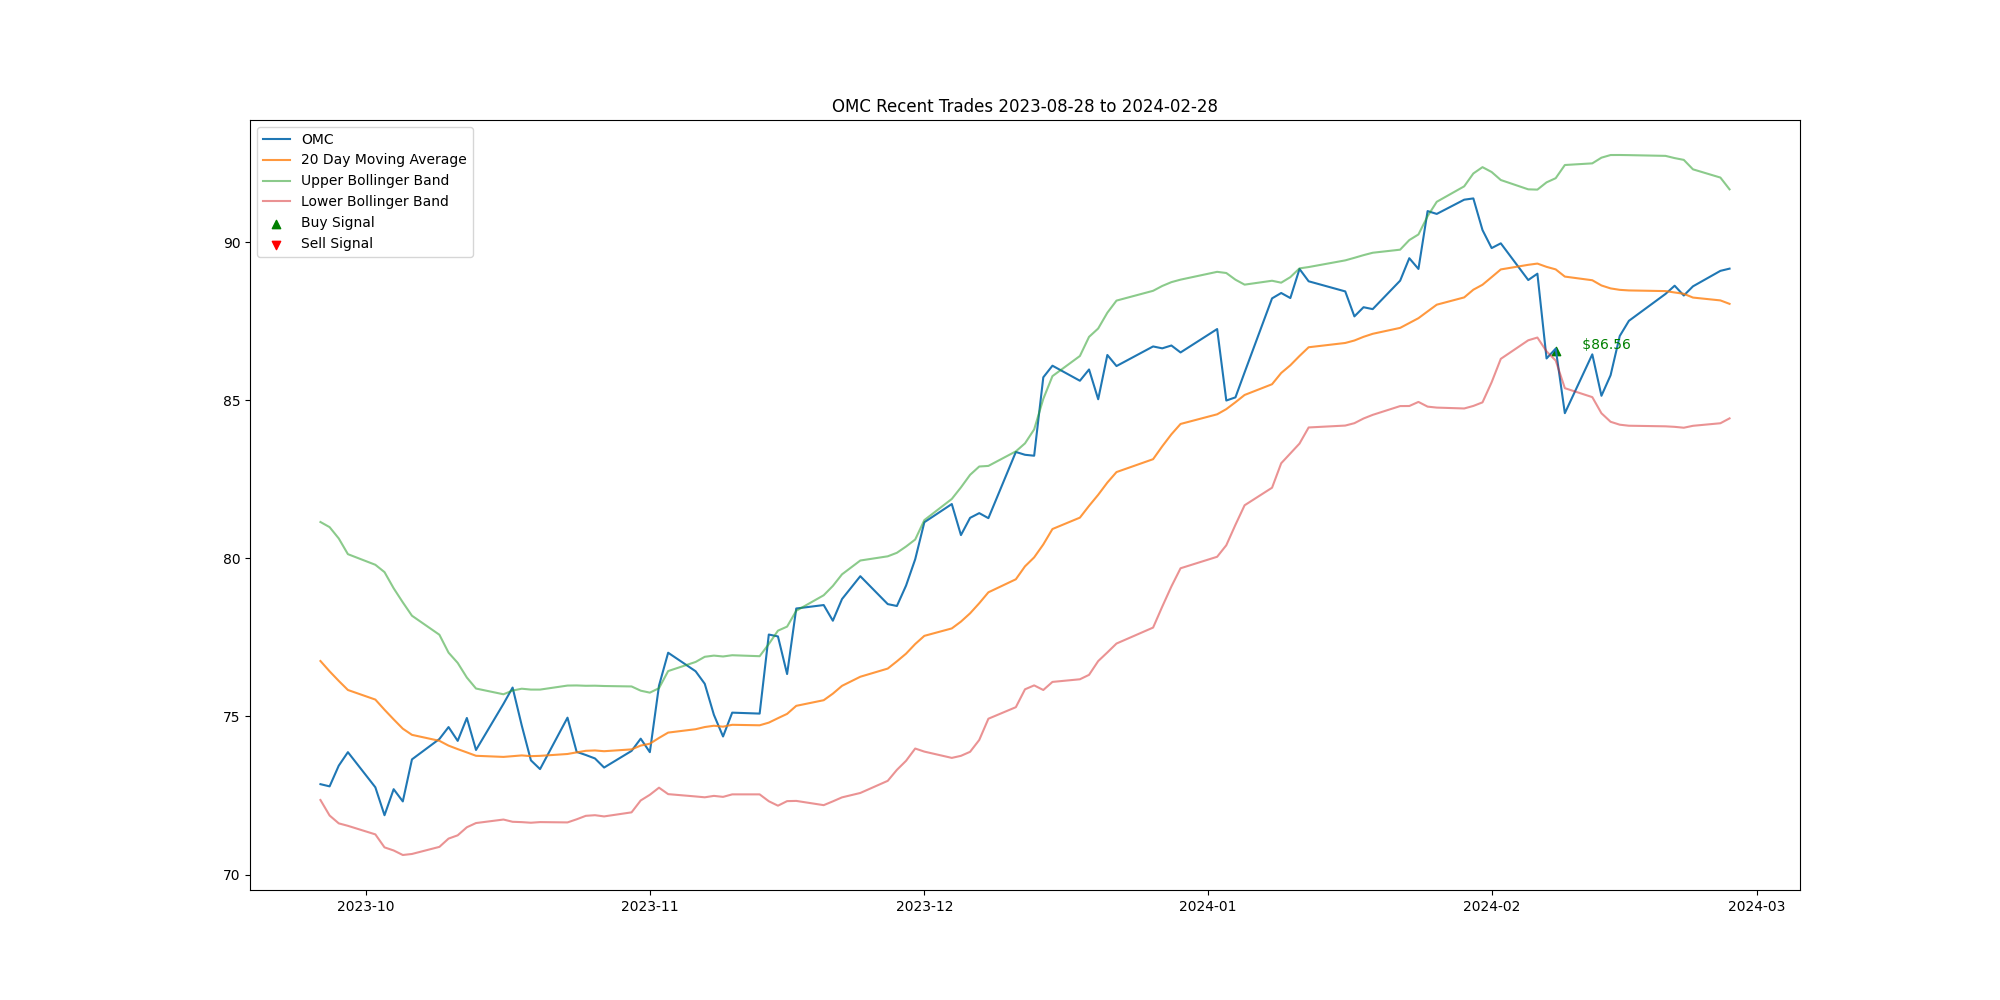 OMC Recent Trades 2023-08-28 to 2024-02-28
OMC
20 Day Moving Average
Upper Bollinger Band
Lower Bollinger Band
Buy Signal
Sell Signal
90
85
80
75
70
$86.56
2023-10
2023-11
2023-12
2024-01
2024-02
2024-03